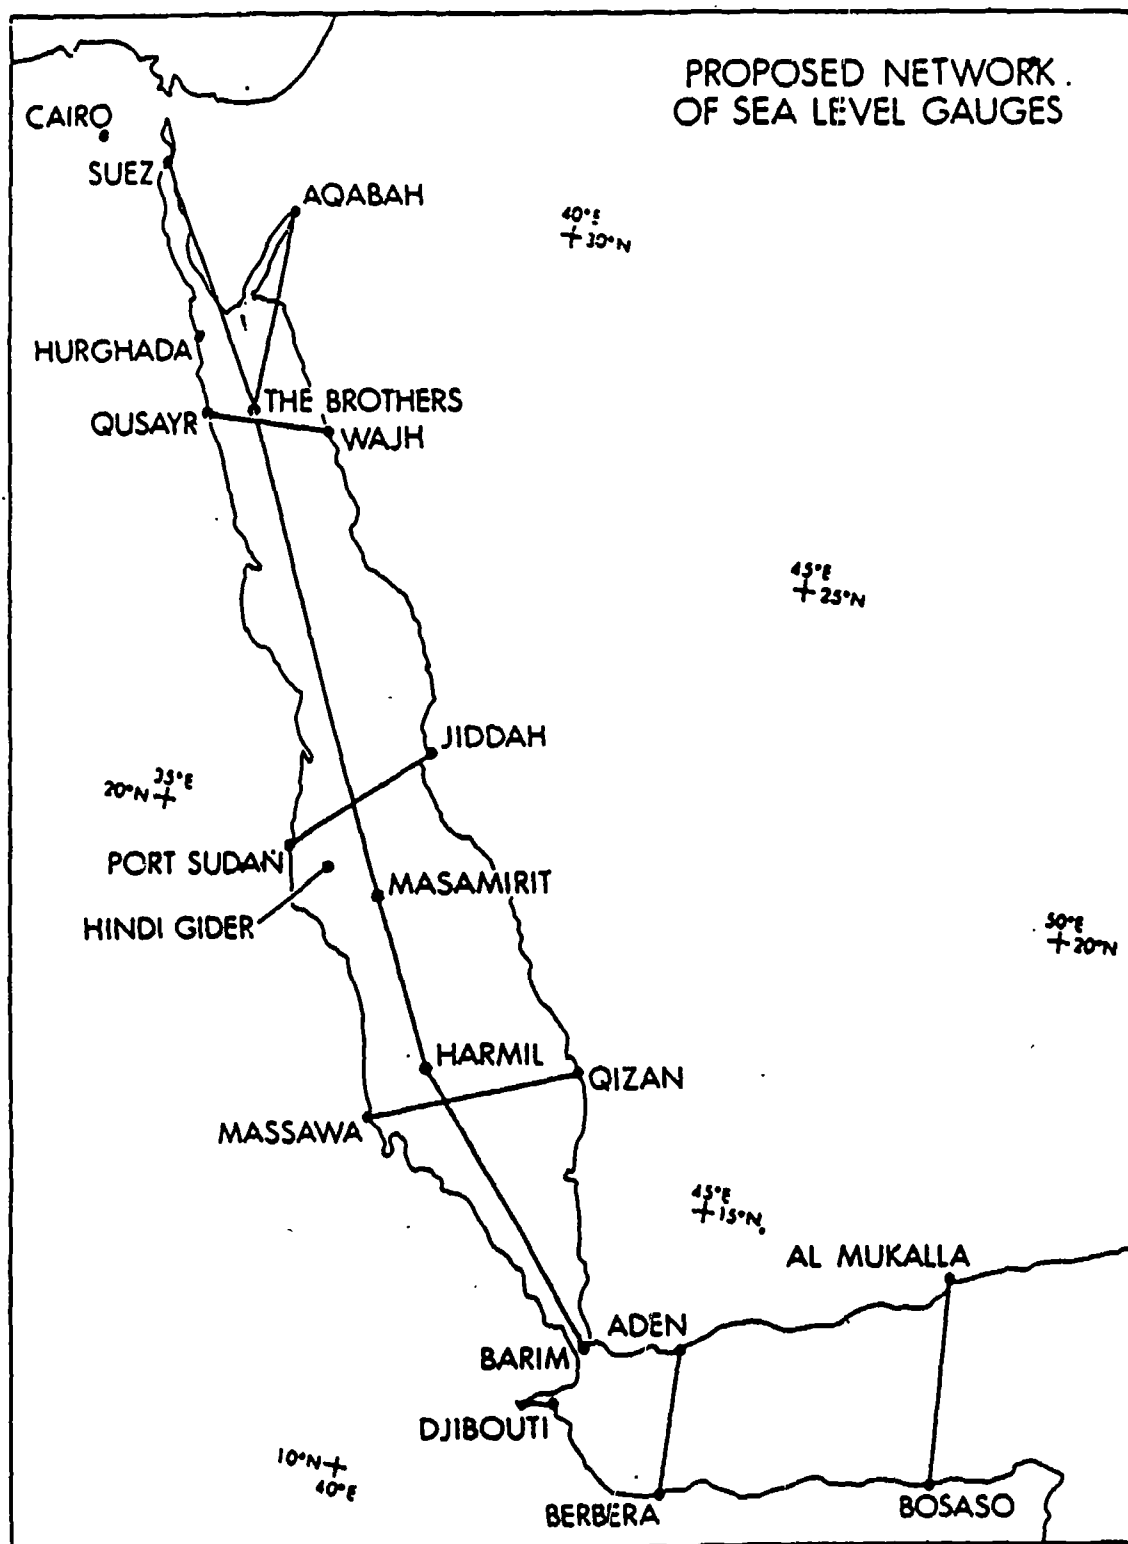 PROPOSED NETWORK.
OF SEA LEVEL GAUGES
CAIRO
SUEZ
AQABAH
40°E
30°N
HURGHADA
THE BROTHERS
QUSAYR
WAJH
45°E
25°N
JIDDAH
35°E
20°N
PORT SUDAN
MASAMIRIT
HINDI GIDER
50°E
20°N
HARMIL
QIZAN
MASSAWA
45°E
15°N
AL MUKALLA
ADEN
BARIM
DJIBOUTI
10°N
40°E
BERBERA
BOSASO